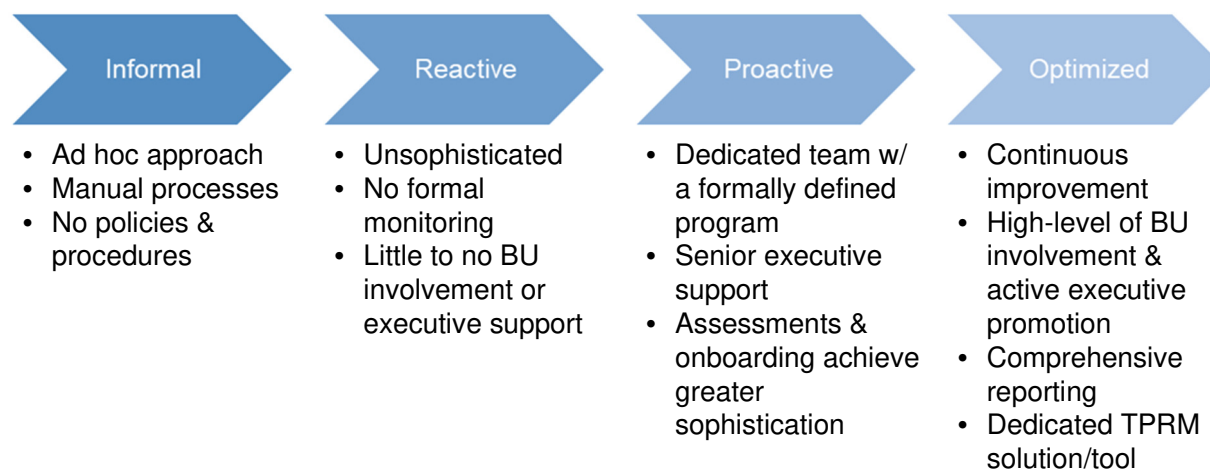 Informal
• Ad hoc approach
• Manual processes
• No policies &
procedures
Reactive
• Unsophisticated
• No formal
monitoring
• Little to no BU
involvement or
executive support
Proactive
• Dedicated team w/
a formally defined
program
• Senior executive
support
• Assessments &
onboarding achieve
greater
sophistication
Optimized
• Continuous
improvement
• High-level of BU
involvement &
active executive
promotion
• Comprehensive
reporting
• Dedicated TPRM
solution/tool